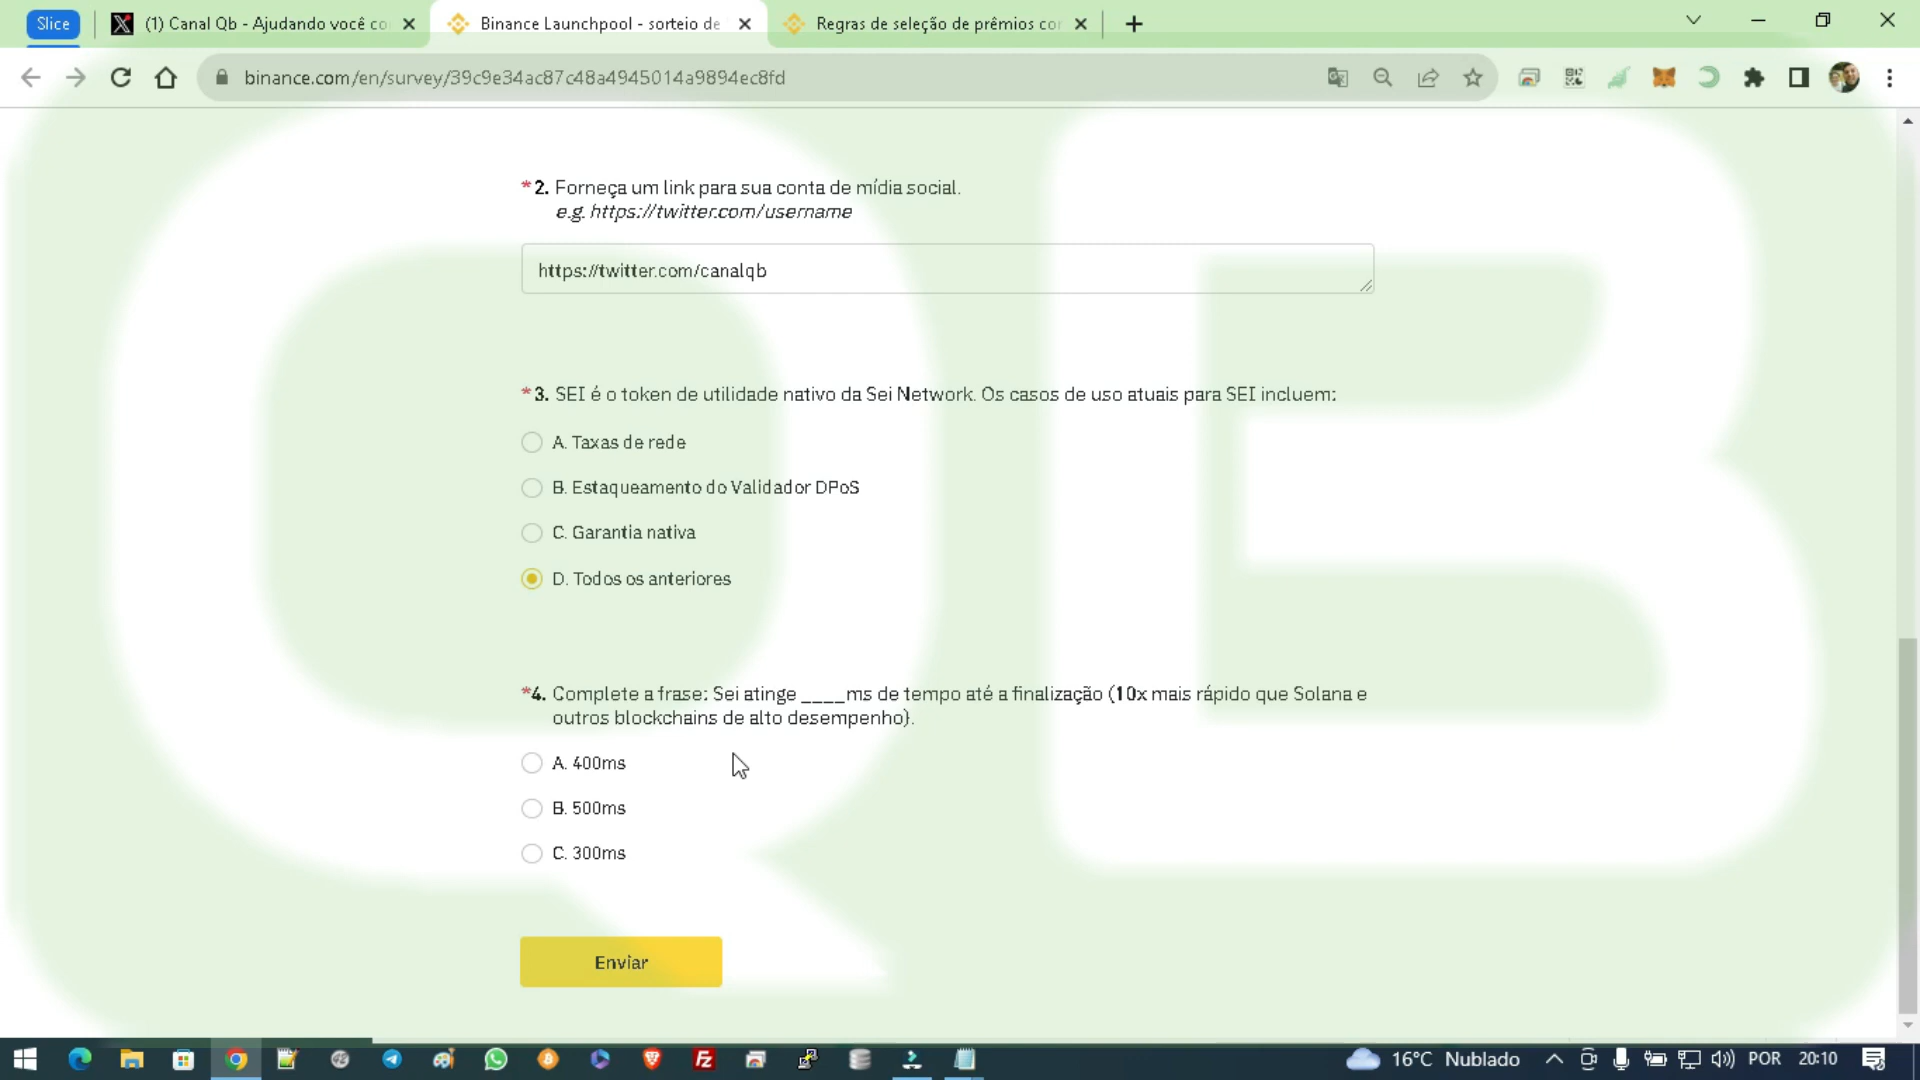 Slice
(1) Canal Qb - Ajudando você co
Binance Launchpool - sorteio de
Regras de seleção de prêmios cor
binance.com/en/survey/39c9e34ac87c48a4945014a9894ec8fd
*2. Forneça um link para sua conta de mídia social.
e.g. https://twitter.com/username
https://twitter.com/canalqb
*3. SEI é o token de utilidade nativo da Sei Network. Os casos de uso atuais para SEI incluem:
A. Taxas de rede
B. Estaqueamento do Validador DPoS
C. Garantia nativa
D. Todos os anteriores
*4. Complete a frase: Sei atinge ____ms de tempo até a finalização (10x mais rápido que Solana e
outros blockchains de alto desempenho).
A. 400ms
B. 500ms
C. 300ms
Enviar
16°C Nublado
POR
20:10